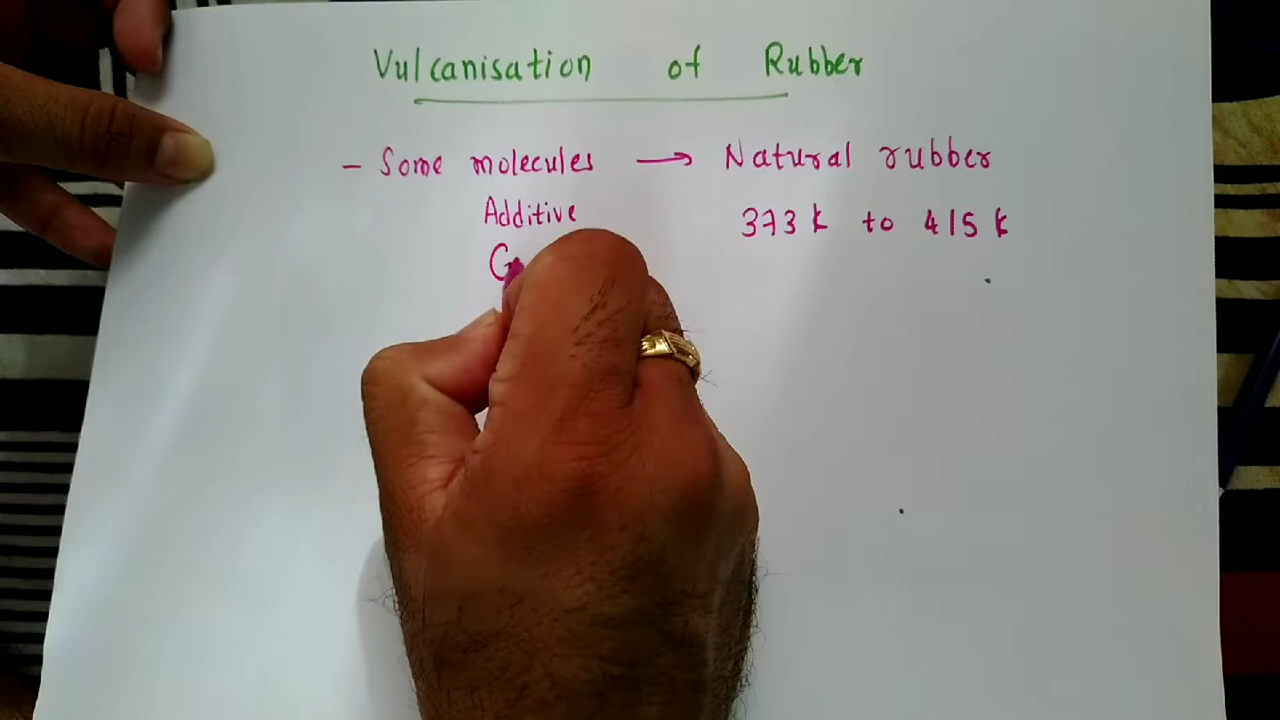 Vulcanisation of Rubber
- Some molecules → Natural rubber
Additive 373 k to 415 k